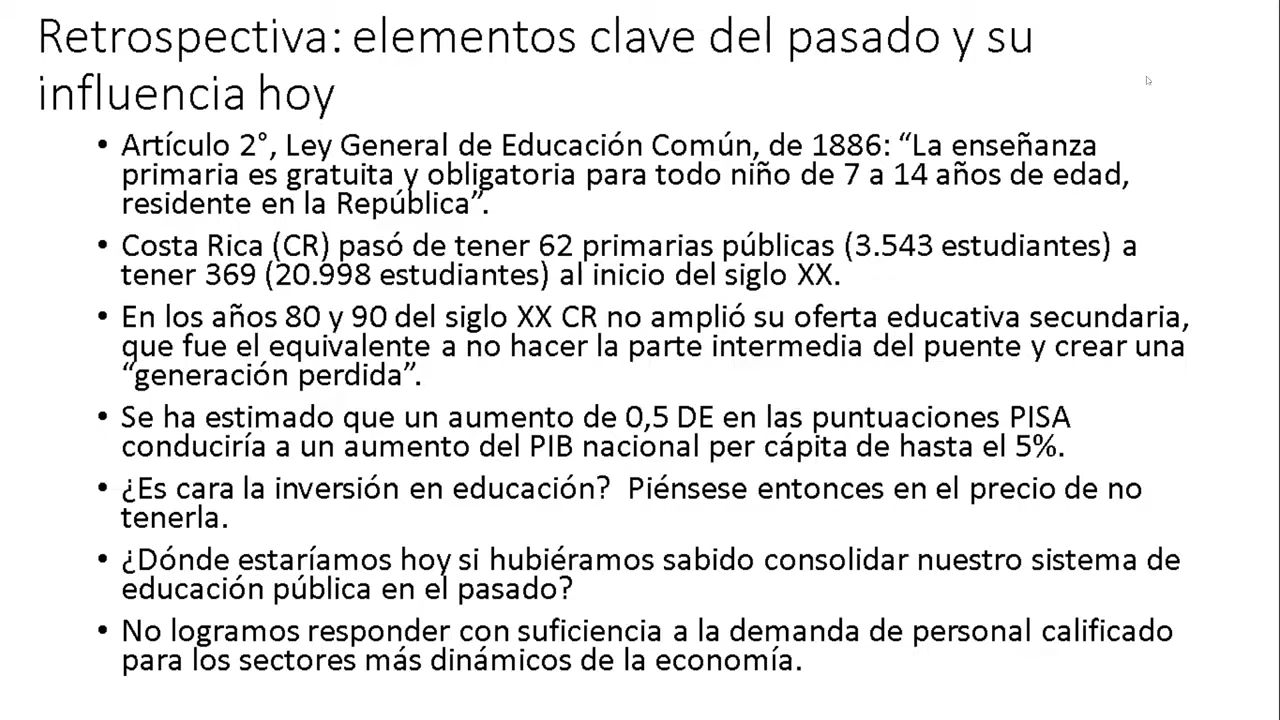 Retrospectiva: elementos clave del pasado y su
influencia hoy
• Artículo 2°, Ley General de Educación Común, de 1886: “La enseñanza
primaria es gratuita y obligatoria para todo niño de 7 a 14 años de edad,
residente en la República”.
• Costa Rica (CR) pasó de tener 62 primarias públicas (3.543 estudiantes) a
tener 369 (20.998 estudiantes) al inicio del siglo XX.
• En los años 80 y 90 del siglo XX CR no amplió su oferta educativa secundaria,
que fue el equivalente a no hacer la parte intermedia del puente y crear una
“generación perdida”.
• Se ha estimado que un aumento de 0,5 DE en las puntuaciones PISA
conduciría a un aumento del PIB nacional per cápita de hasta el 5%.
• ¿Es cara la inversión en educación?  Piénsese entonces en el precio de no
tenerla.
• ¿Dónde estaríamos hoy si hubiéramos sabido consolidar nuestro sistema de
educación pública en el pasado?
• No logramos responder con suficiencia a la demanda de personal calificado
para los sectores más dinámicos de la economía.